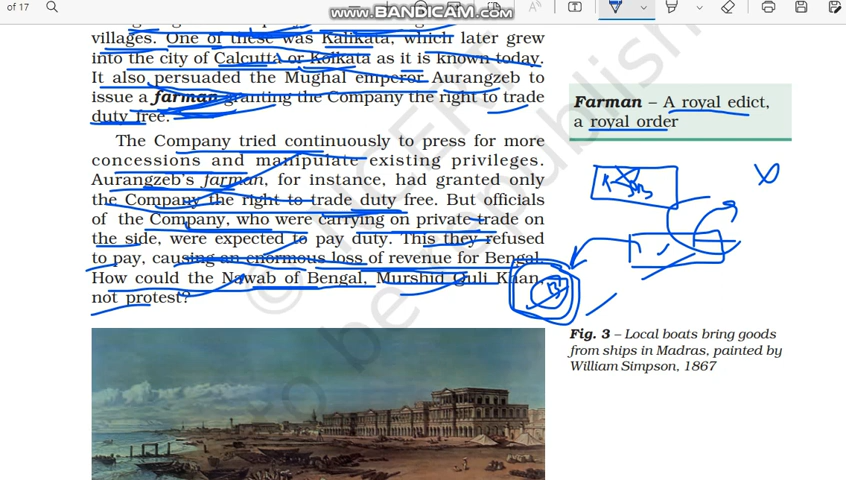 of 17
www.BANDICAM.com
villages. One of these was Kalikata, which later grew
into the city of Calcutta or Kolkata as it is known today.
It also persuaded the Mughal emperor Aurangzeb to
issue a farman granting the Company the right to trade
duty free.
The Company tried continuously to press for more
concessions and manipulate existing privileges.
Aurangzeb's farman, for instance, had granted only
the Company the right to trade duty free. But officials
of the Company, who were carrying on private trade on
the side, were expected to pay duty. This they refused
to pay, causing an enormous loss of revenue for Bengal.
How could the Nawab of Bengal, Murshid Quli Khan,
not protest?
Farman – A royal edict,
a royal order
Fig. 3 – Local boats bring goods
from ships in Madras, painted by
William Simpson, 1867